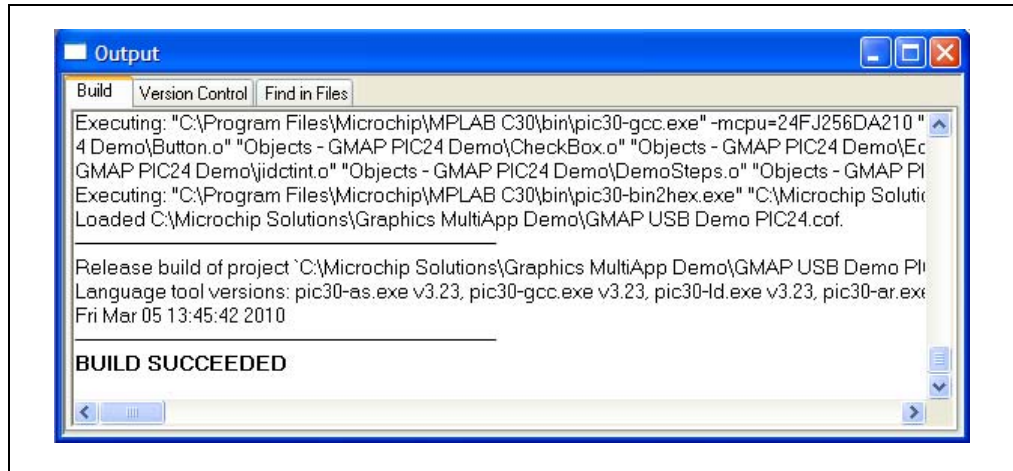 Output
Build Version Control Find in Files
Executing: "C:\Program Files\Microchip\MPLAB C30\bin\pic30-gcc.exe" -mcpu=24FJ256DA210 "
4 Demo\Button.o" "Objects - GMAP PIC24 Demo\CheckBox.o" "Objects - GMAP PIC24 Demo\Ec
GMAP PIC24 Demo\jidctint.o" "Objects - GMAP PIC24 Demo\DemoSteps.o" "Objects - GMAP Pl
Executing: "C:\Program Files\Microchip\MPLAB C30\bin\pic30-bin2hex.exe" "C:\Microchip Soluti
Loaded C:\Microchip Solutions\Graphics MultiApp Demo\GMAP USB Demo PIC24.cof.
Release build of project `C:\Microchip Solutions\Graphics MultiApp Demo\GMAP USB Demo Pl
Language tool versions: pic30-as.exe v3.23, pic30-gcc.exe v3.23, pic30-ld.exe v3.23, pic30-ar.exe
Fri Mar 05 13:45:42 2010
BUILD SUCCEEDED